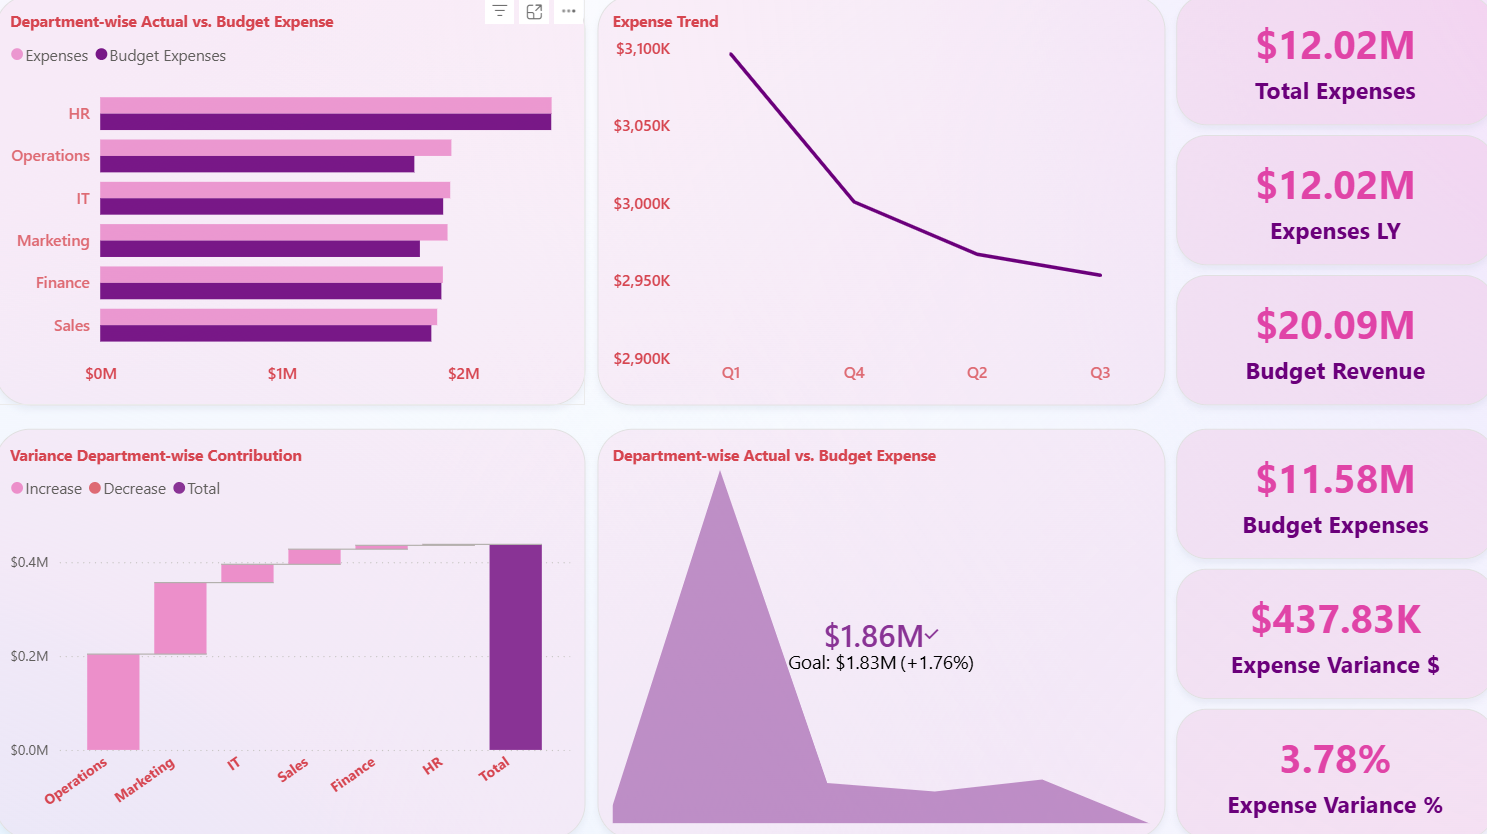 Department-wise Actual vs. Budget Expense
Expenses Budget Expenses
HR
Operations
IT
Marketing
Finance
Sales
$0M $1M $2M
Expense Trend
$3,100K
$3,050K
$3,000K
$2,950K
$2,900K
Q1 Q4 Q2 Q3
$12.02M
Total Expenses
$12.02M
Expenses LY
$20.09M
Budget Revenue
Variance Department-wise Contribution
Increase Decrease Total
$0.4M
$0.2M
$0.0M
Operations Marketing IT Sales Finance HR Total
Department-wise Actual vs. Budget Expense
$1.86M
Goal: $1.83M (+1.76%)
$11.58M
Budget Expenses
$437.83K
Expense Variance $
3.78%
Expense Variance %